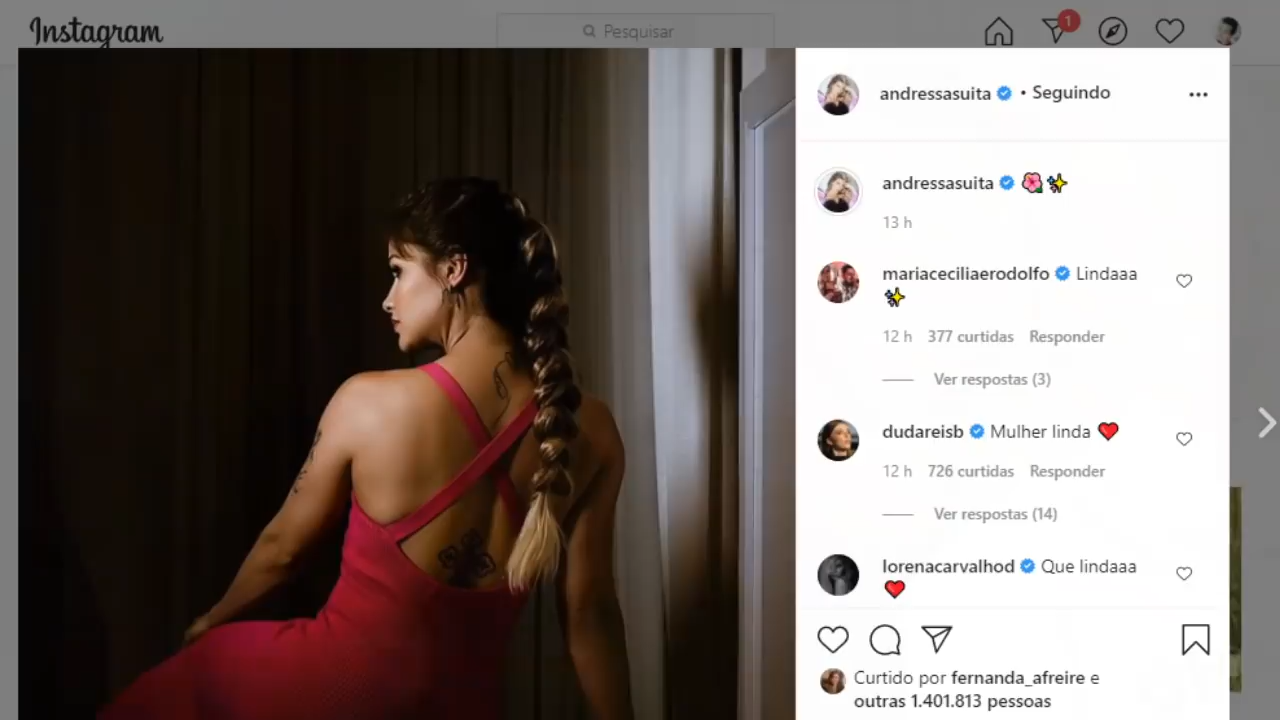 Instagram
Pesquisar
1
andressasuita • Seguindo
andressasuita 🌺✨
13 h
mariaceciliaerodolfo Lindaaa
✨
12 h 377 curtidas Responder
Ver respostas (3)
dudareisb Mulher linda ❤️
12 h 726 curtidas Responder
Ver respostas (14)
lorenacarvalhod Que lindaaa
❤️
Curtido por fernanda_afreire e
outras 1.401.813 pessoas